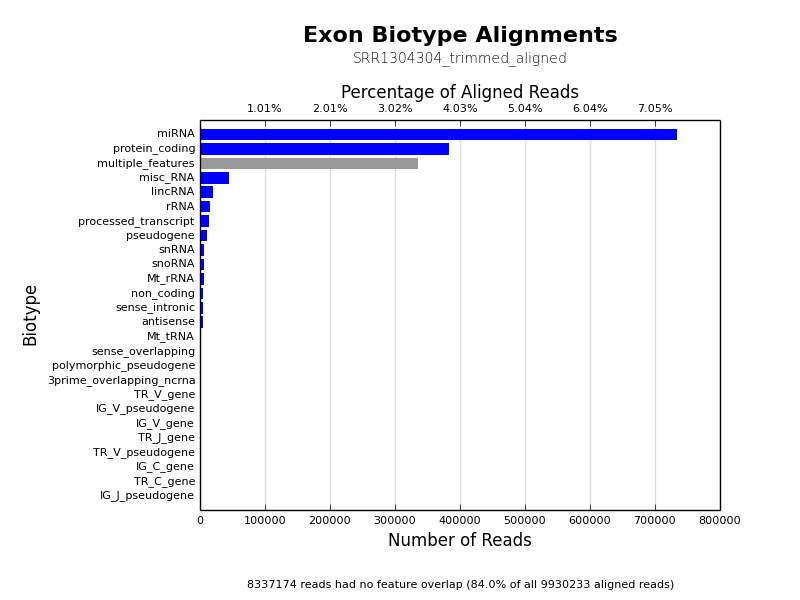 Exon Biotype Alignments
SRR1304304_trimmed_aligned
Percentage of Aligned Reads
1.01% 2.01% 3.02% 4.03% 5.04% 6.04% 7.05%
miRNA
protein_coding
multiple_features
misc_RNA
lincRNA
rRNA
processed_transcript
pseudogene
snRNA
snoRNA
Mt_rRNA
non_coding
sense_intronic
antisense
Mt_tRNA
sense_overlapping
polymorphic_pseudogene
3prime_overlapping_ncrna
TR_V_gene
IG_V_pseudogene
IG_V_gene
TR_J_gene
TR_V_pseudogene
IG_C_gene
TR_C_gene
IG_J_pseudogene
Biotype
0 100000 200000 300000 400000 500000 600000 700000 800000
Number of Reads
8337174 reads had no feature overlap (84.0% of all 9930233 aligned reads)